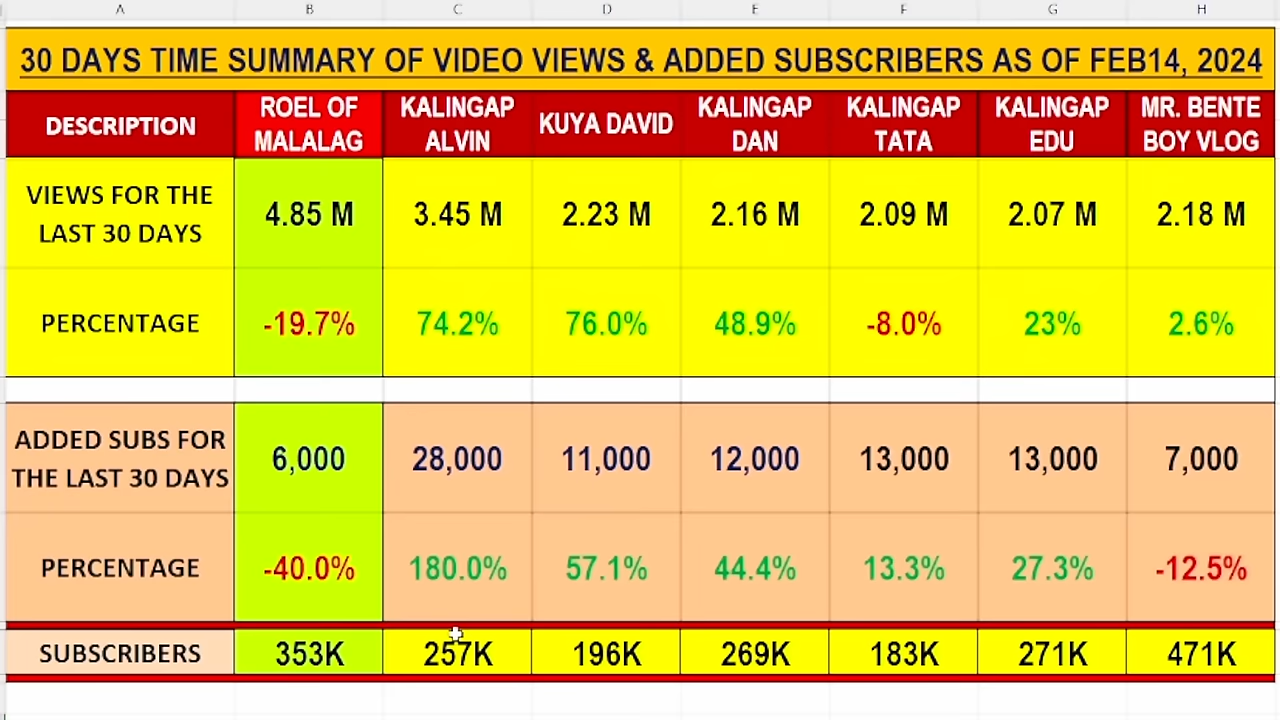 A B C D E F G H
30 DAYS TIME SUMMARY OF VIDEO VIEWS & ADDED SUBSCRIBERS AS OF FEB14, 2024
DESCRIPTION ROEL OF MALALAG KALINGAP ALVIN KUYA DAVID KALINGAP DAN KALINGAP TATA KALINGAP EDU MR. BENTE BOY VLOG
VIEWS FOR THE LAST 30 DAYS 4.85 M 3.45 M 2.23 M 2.16 M 2.09 M 2.07 M 2.18 M
PERCENTAGE -19.7% 74.2% 76.0% 48.9% -8.0% 23% 2.6%
ADDED SUBS FOR THE LAST 30 DAYS 6,000 28,000 11,000 12,000 13,000 13,000 7,000
PERCENTAGE -40.0% 180.0% 57.1% 44.4% 13.3% 27.3% -12.5%
SUBSCRIBERS 353K 257K 196K 269K 183K 271K 471K